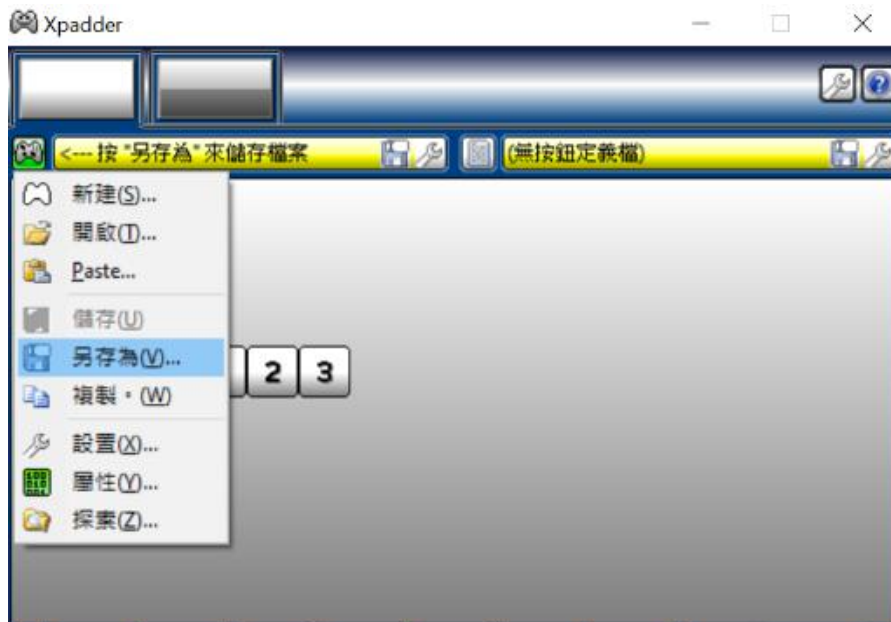 Xpadder
<--- 按 "另存為" 來儲存檔案
(無按鈕定義檔)
新建(S)...
開啟(T)...
Paste...
儲存(U)
另存為(V)...
複製。(W)
設置(X)...
屬性(Y)...
探索(Z)...
2 3